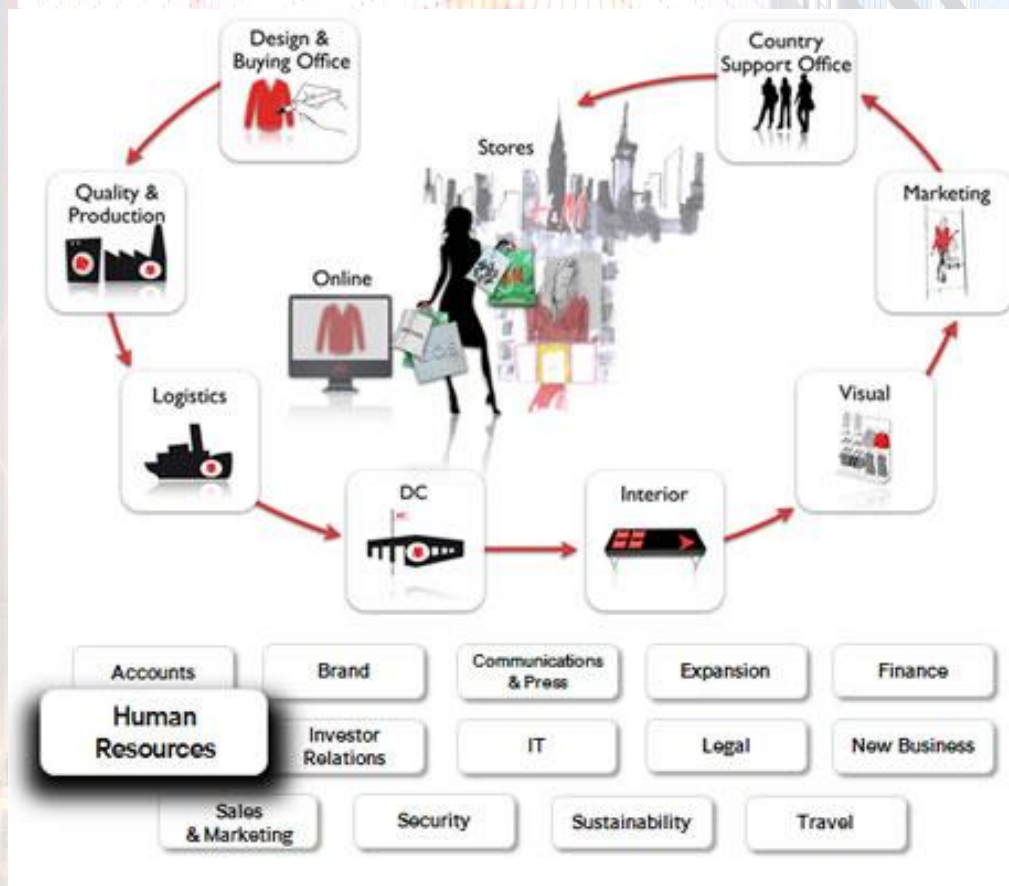 Design &
Buying Office
Country
Support Office
Stores
Quality &
Production
Marketing
Online
Logistics
Visual
DC
Interior
Accounts
Brand
Communications
& Press
Expansion
Finance
Human
Resources
Investor
Relations
IT
Legal
New Business
Sales
& Marketing
Security
Sustainability
Travel